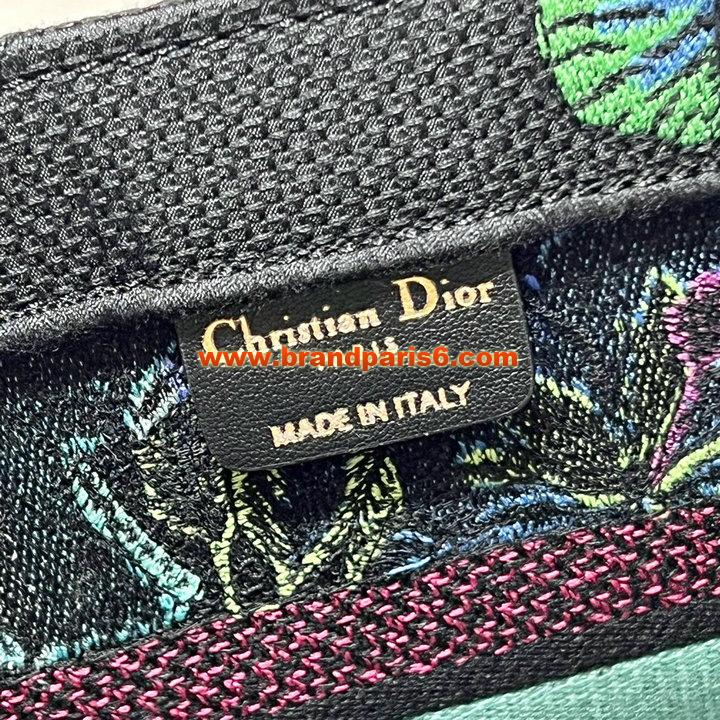 Christian Dior
www.brandparis6.com
MADE IN ITALY